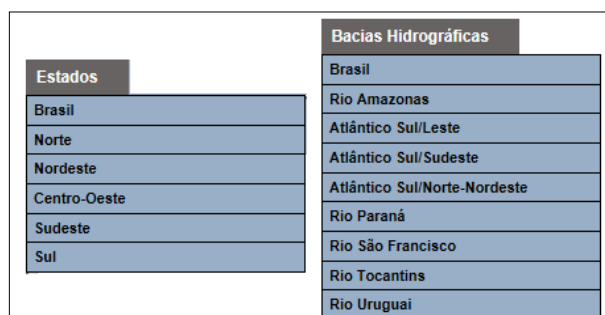 Estados
Brasil
Norte
Nordeste
Centro-Oeste
Sudeste
Sul
Bacias Hidrográficas
Brasil
Rio Amazonas
Atlântico Sul/Leste
Atlântico Sul/Sudeste
Atlântico Sul/Norte-Nordeste
Rio Paraná
Rio São Francisco
Rio Tocantins
Rio Uruguai